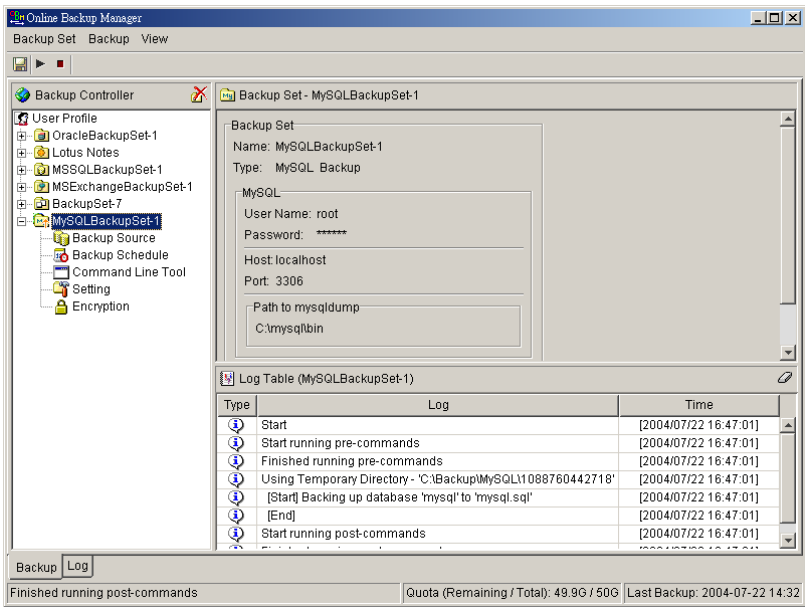 Online Backup Manager
Backup Set Backup View
Backup Controller
User Profile
OracleBackupSet-1
Lotus Notes
MSSQLBackupSet-1
MSExchangeBackupSet-1
BackupSet-7
MySQLBackupSet-1
Backup Source
Backup Schedule
Command Line Tool
Setting
Encryption
Backup Set - MySQLBackupSet-1
Backup Set
Name: MySQLBackupSet-1
Type: MySQL Backup
MySQL
User Name: root
Password: ******
Host: localhost
Port: 3306
Path to mysqldump
C:\mysql\bin
Log Table (MySQLBackupSet-1)
Type Log Time
Start [2004/07/22 16:47:01]
Start running pre-commands [2004/07/22 16:47:01]
Finished running pre-commands [2004/07/22 16:47:01]
Using Temporary Directory - 'C:\Backup\MySQL\1088760442718' [2004/07/22 16:47:01]
[Start] Backing up database 'mysql' to 'mysql.sql' [2004/07/22 16:47:01]
[End] [2004/07/22 16:47:01]
Start running post-commands [2004/07/22 16:47:01]
Backup Log
Finished running post-commands Quota (Remaining / Total): 49.9G / 50G Last Backup: 2004-07-22 14:32